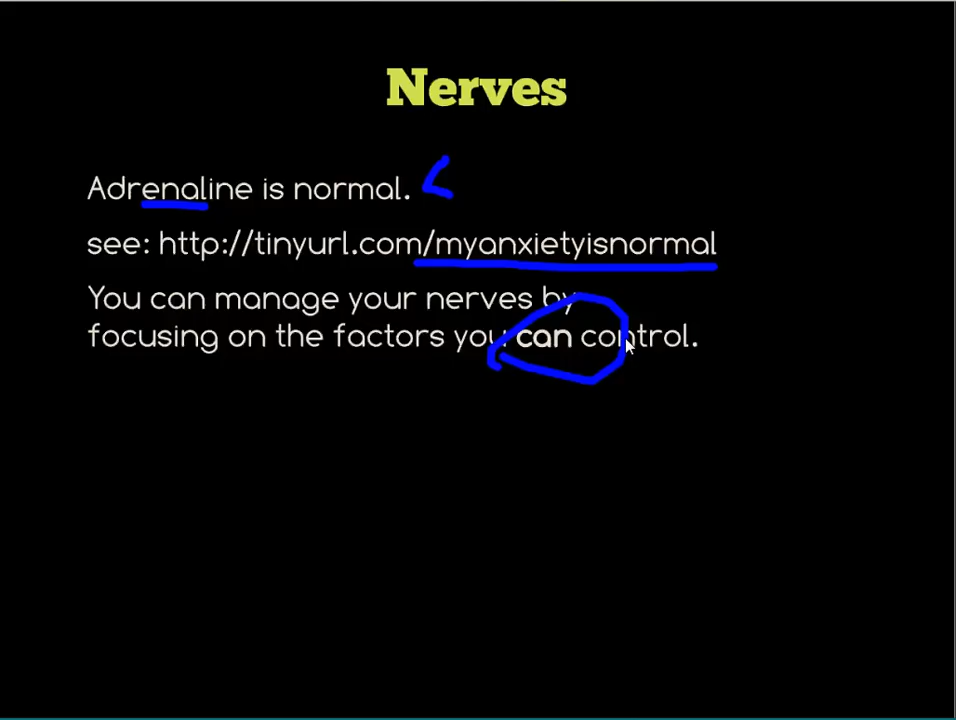 Nerves
Adrenaline is normal.
see: http://tinyurl.com/myanxietyisnormal
You can manage your nerves by
focusing on the factors you can control.